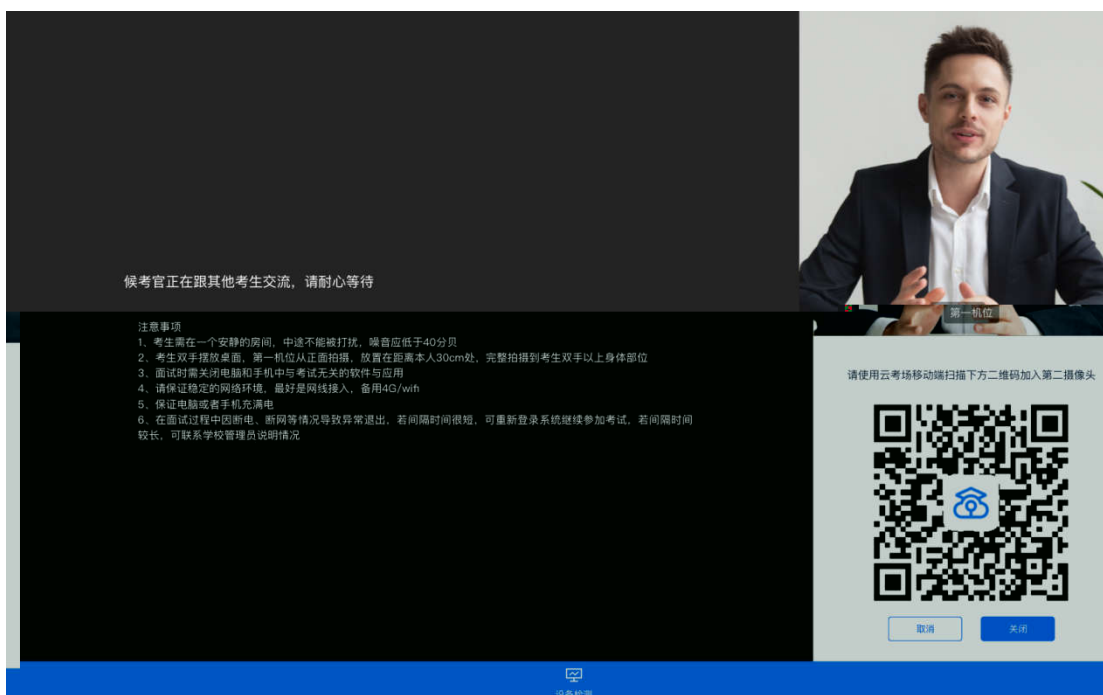 候考官正在跟其他考生交流，请耐心等待
第一机位
注意事项
1、考生需在一个安静的房间，中途不能被打扰，噪音应低于40分贝
2、考生双手摆放桌面，第一机位从正面拍摄，放置在距离本人30cm处，完整拍摄到考生双手以上身体部位
3、面试时需关闭电脑和手机中与考试无关的软件与应用
4、请保证稳定的网络环境，最好是网线接入，备用4G/wifi
5、保证电脑或者手机充满电
6、在面试过程中因断电、断网等情况导致异常退出，若间隔时间很短，可重新登录系统继续参加考试，若间隔时间
较长，可联系学校管理员说明情况
请使用云考场移动端扫描下方二维码加入第二摄像头
取消
关闭
设备检测